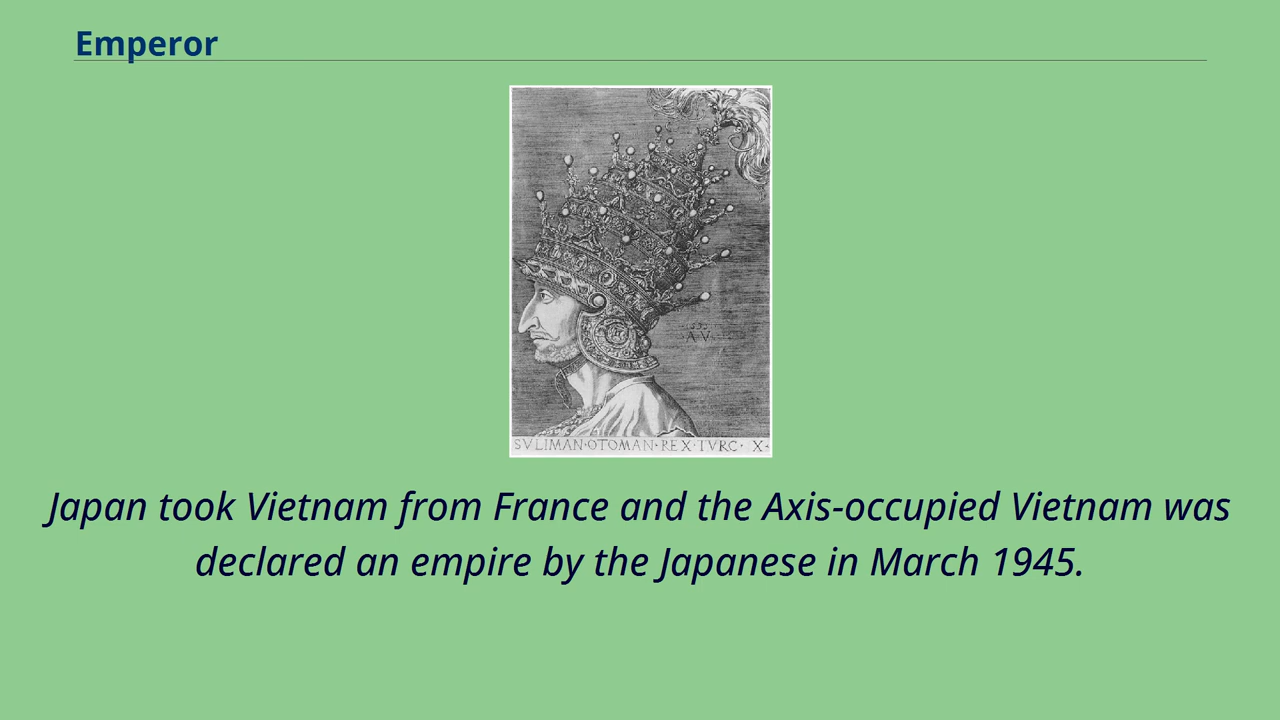 Emperor
A V
SVLIMAN·OTOMAN·REX·TVRC· X·
Japan took Vietnam from France and the Axis-occupied Vietnam was
declared an empire by the Japanese in March 1945.